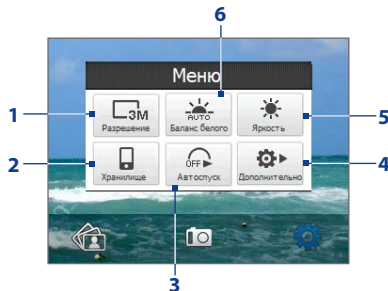 6
Меню
1
3M
AUTO
5
Разрешение
Баланс белого
Яркость
2
OFF
4
Хранилище
Автоспуск
Дополнительно
3